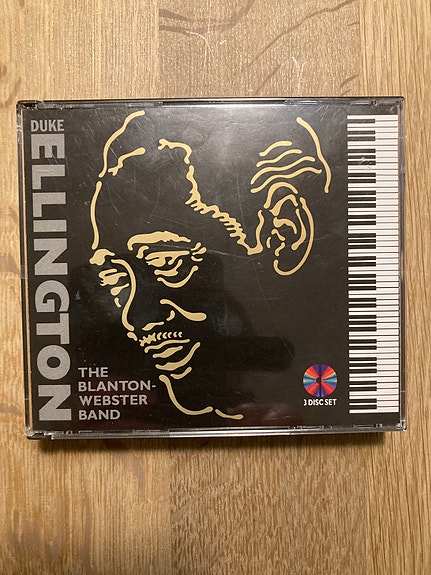 DUKE
ELLINGTON
THE
BLANTON-
WEBSTER
BAND
3 DISC SET